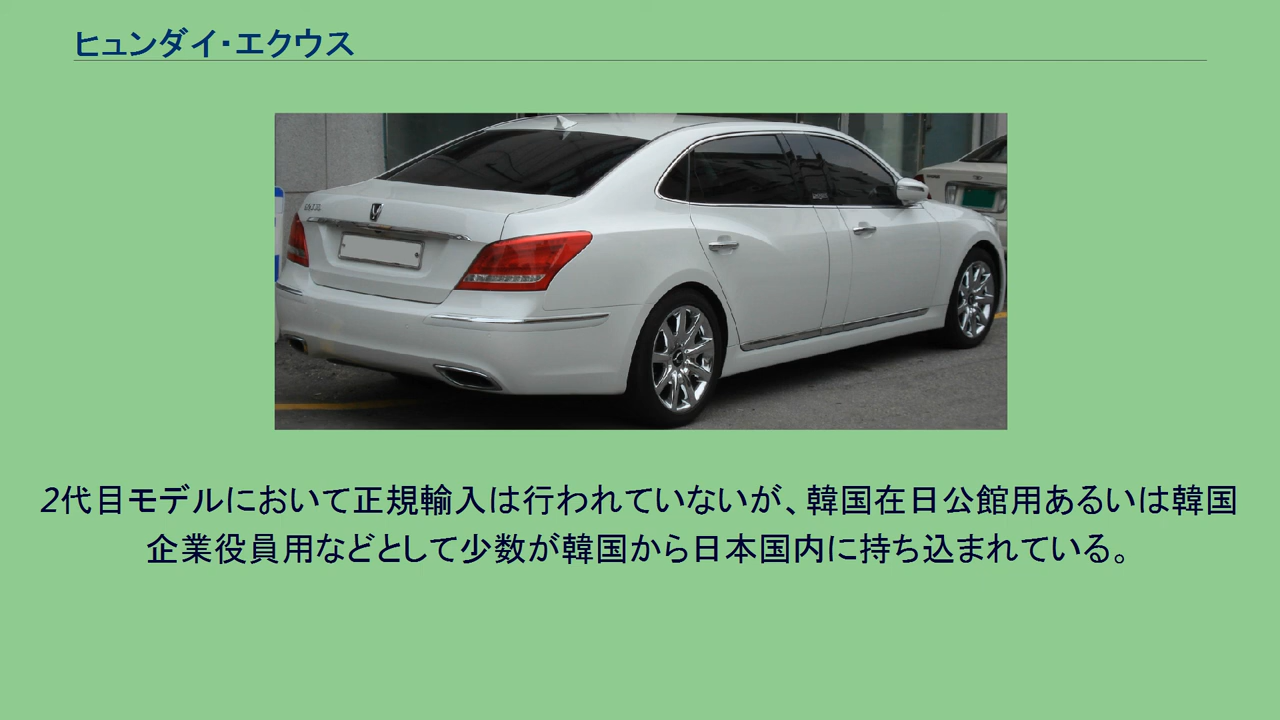 ヒュンダイ・エクウス
2代目モデルにおいて正規輸入は行われていないが、韓国在日公館用あるいは韓国
企業役員用などとして少数が韓国から日本国内に持ち込まれている。